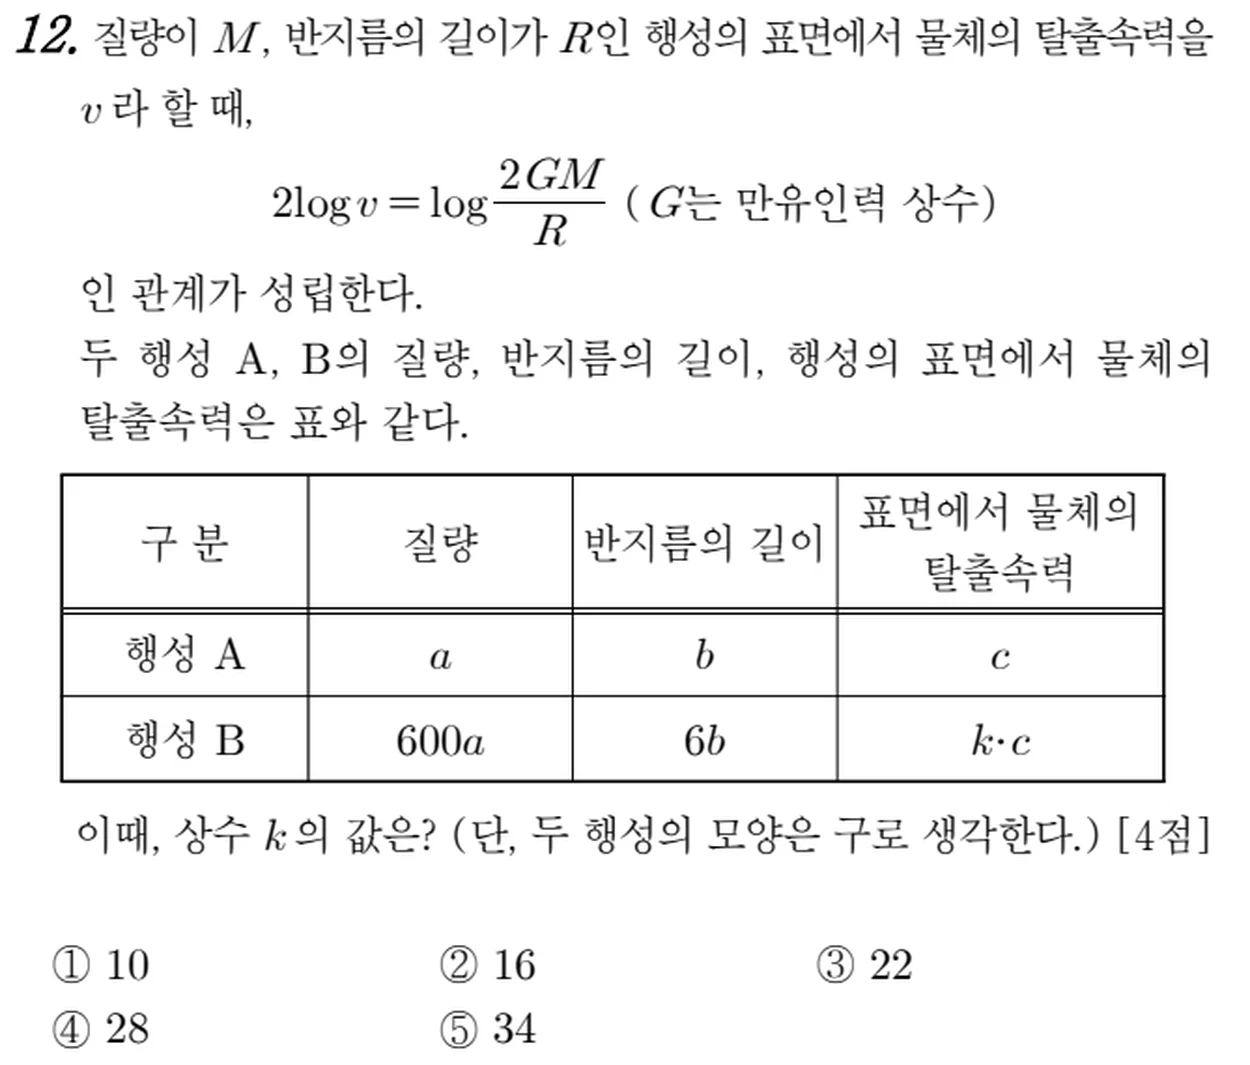 12. 질량이 M, 반지름의 길이가 R인 행성의 표면에서 물체의 탈출속력을
v라 할 때,
2log v = log 2GM/R (G는 만유인력 상수)
인 관계가 성립한다.
두 행성 A, B의 질량, 반지름의 길이, 행성의 표면에서 물체의
탈출속력은 표와 같다.
구 분 질량 반지름의 길이 표면에서 물체의 탈출속력
행성 A a b c
행성 B 600a 6b k·c
이때, 상수 k의 값은? (단, 두 행성의 모양은 구로 생각한다.) [4점]
① 10 ② 16 ③ 22
④ 28 ⑤ 34